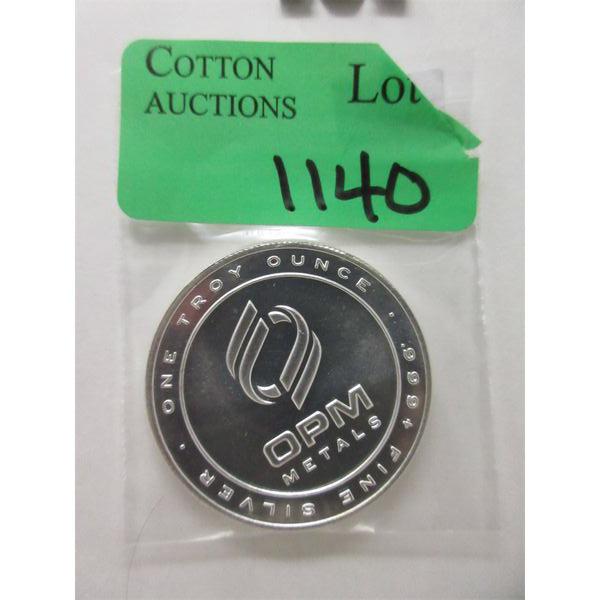 COTTON
AUCTIONS
Lot
1140
ONE TROY OUNCE · .999+ FINE SILVER ·
OPM
METALS